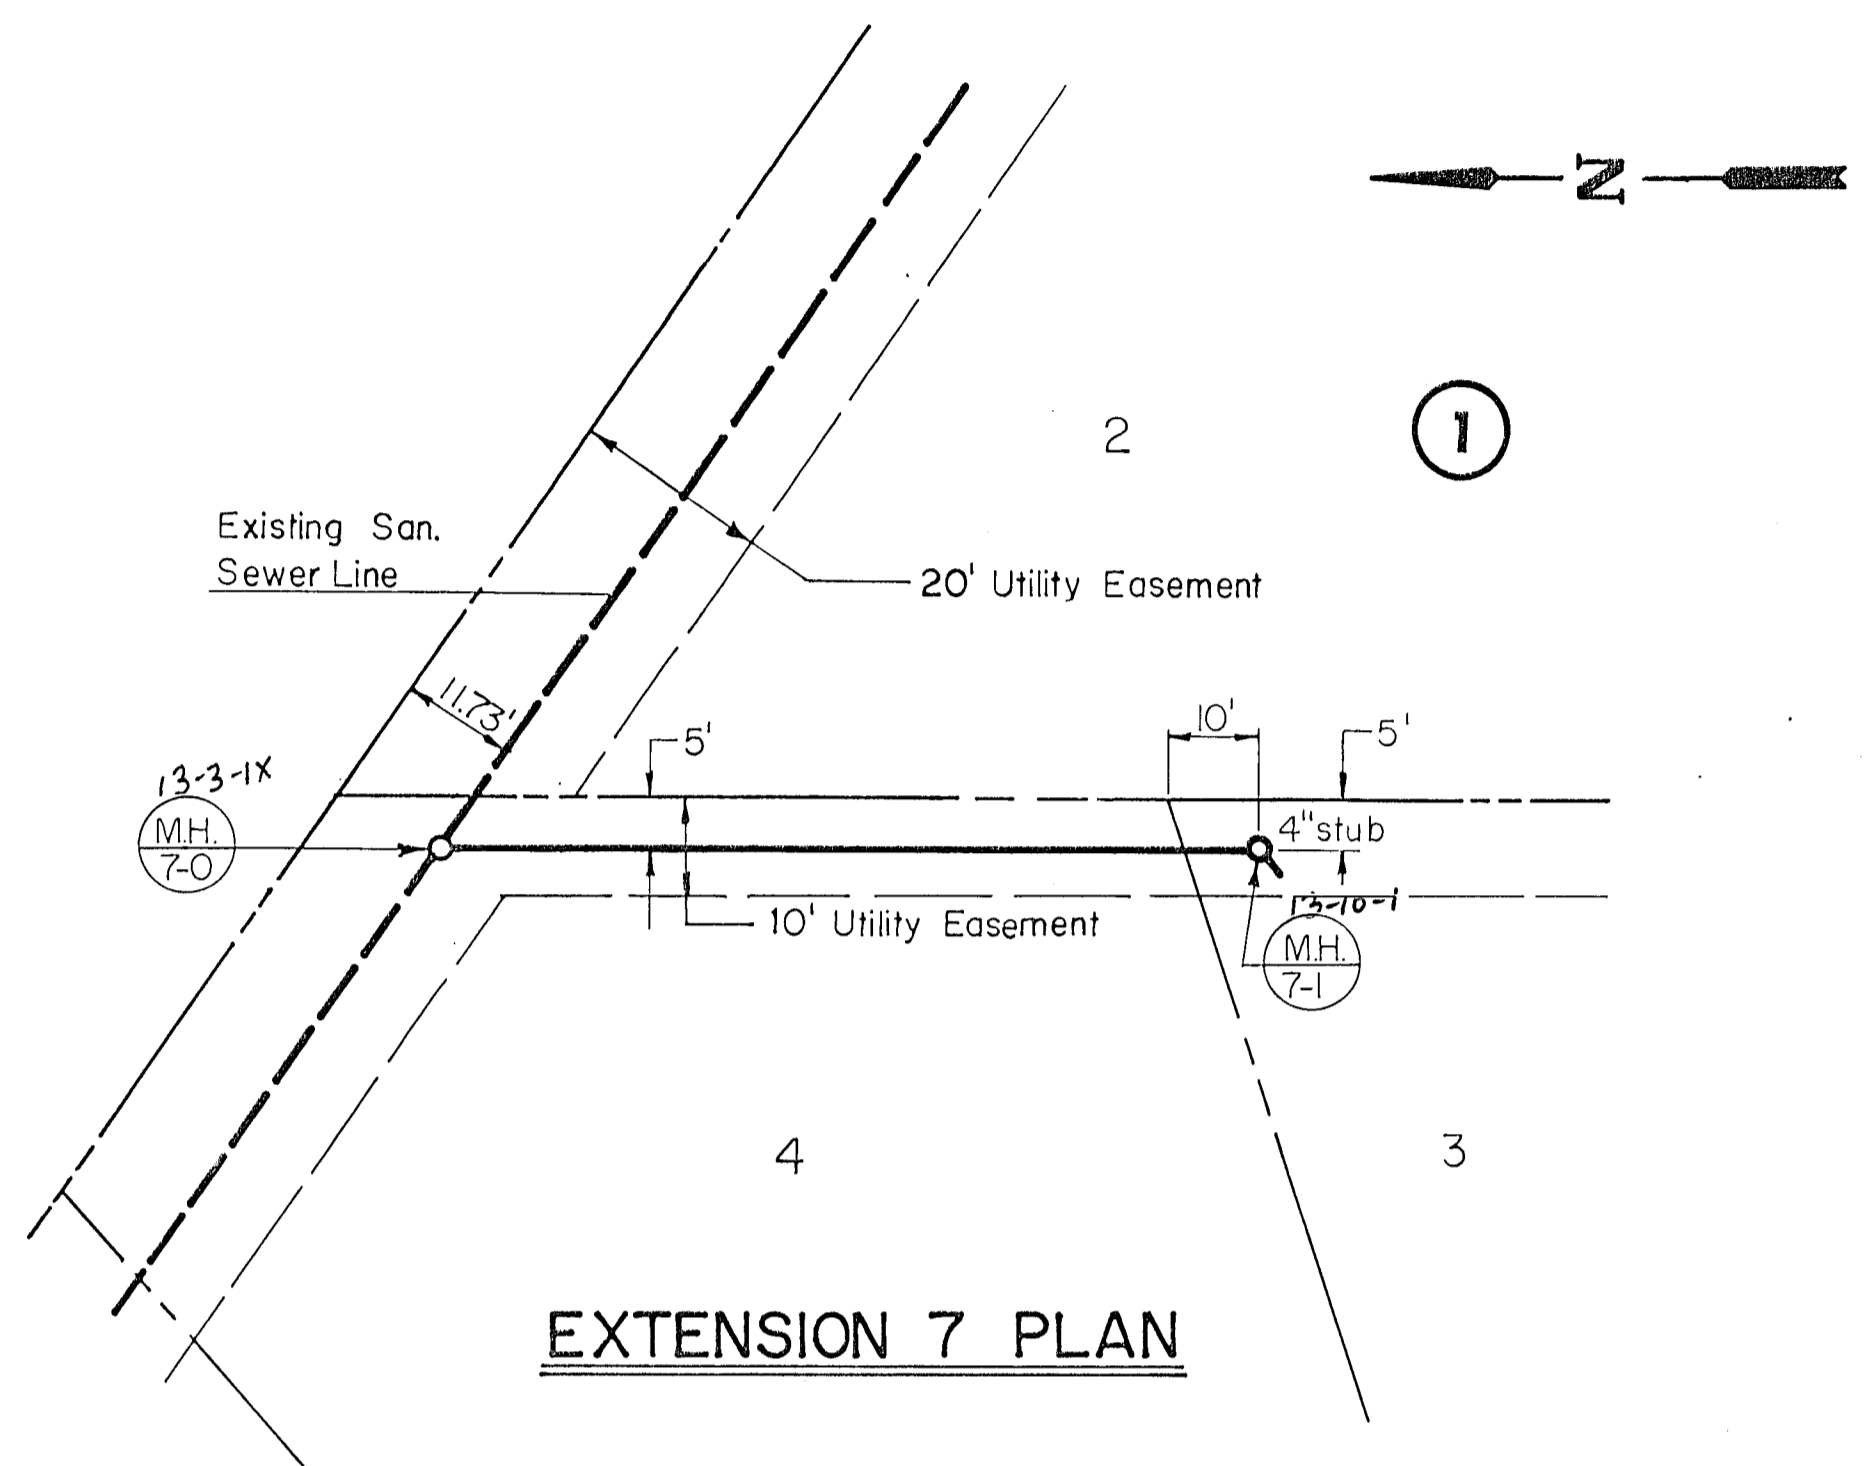 N
2
1
Existing San.
Sewer Line
20' Utility Easement
11.73'
5'
10'
5'
13-3-1X
M.H.
7-0
4" stub
10' Utility Easement
13-10-1
M.H.
7-1
4
3
EXTENSION 7 PLAN